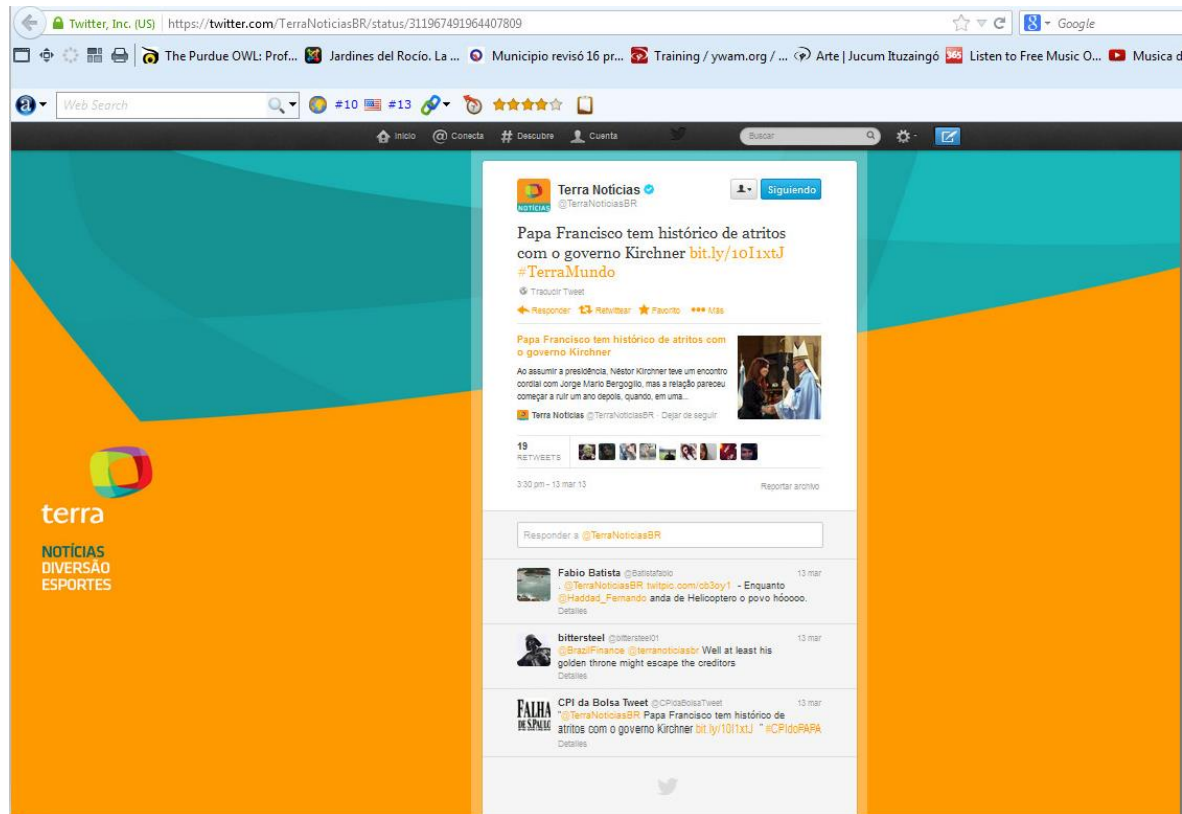 Twitter, Inc. (US) https://twitter.com/TerraNoticiasBR/status/311967491964407809 Google
The Purdue OWL: Prof... Jardines del Rocío. La ... Municipio revisó 16 pr... Training / ywam.org / ... Arte | Jucum Ituzaingó Listen to Free Music O... Musica d
Web Search #10 #13
Inicio Conecta Descubre Cuenta Buscar
Terra Notícias Siguiendo
NOTÍCIAS @TerraNoticiasBR
Papa Francisco tem histórico de atritos
com o governo Kirchner bit.ly/10I1xtJ
#TerraMundo
Traducir Tweet
Responder Retwittear Favorito Más
Papa Francisco tem histórico de atritos com
o governo Kirchner
Ao assumir a presidência, Néstor Kirchner teve um encontro
cordial com Jorge Mario Bergoglio, mas a relação pareceu
começar a ruir um ano depois, quando, em uma...
Terra Notícias @TerraNoticiasBR · Dejar de seguir
19
RETWEETS
3:30 pm - 13 mar 13 Reportar archivo
terra
NOTÍCIAS
DIVERSÃO
ESPORTES
Responder a @TerraNoticiasBR
Fabio Batista @Batistafabio 13 mar
. @TerraNoticiasBR twitpic.com/cb3oy1 - Enquanto
@Haddad_Fernando anda de Helicoptero o povo hóoooo.
Detalles
bittersteel @bittersteel01 13 mar
@BrazilFinance @terranoticiasbr Well at least his
golden throne might escape the creditors
Detalles
FALHA DE S.PAULO
CPI da Bolsa Tweet @CPIdaBolsaTweet 13 mar
"@TerraNoticiasBR Papa Francisco tem histórico de
atritos com o governo Kirchner bit.ly/10I1xtJ " #CPIdoPAPA
Detalles